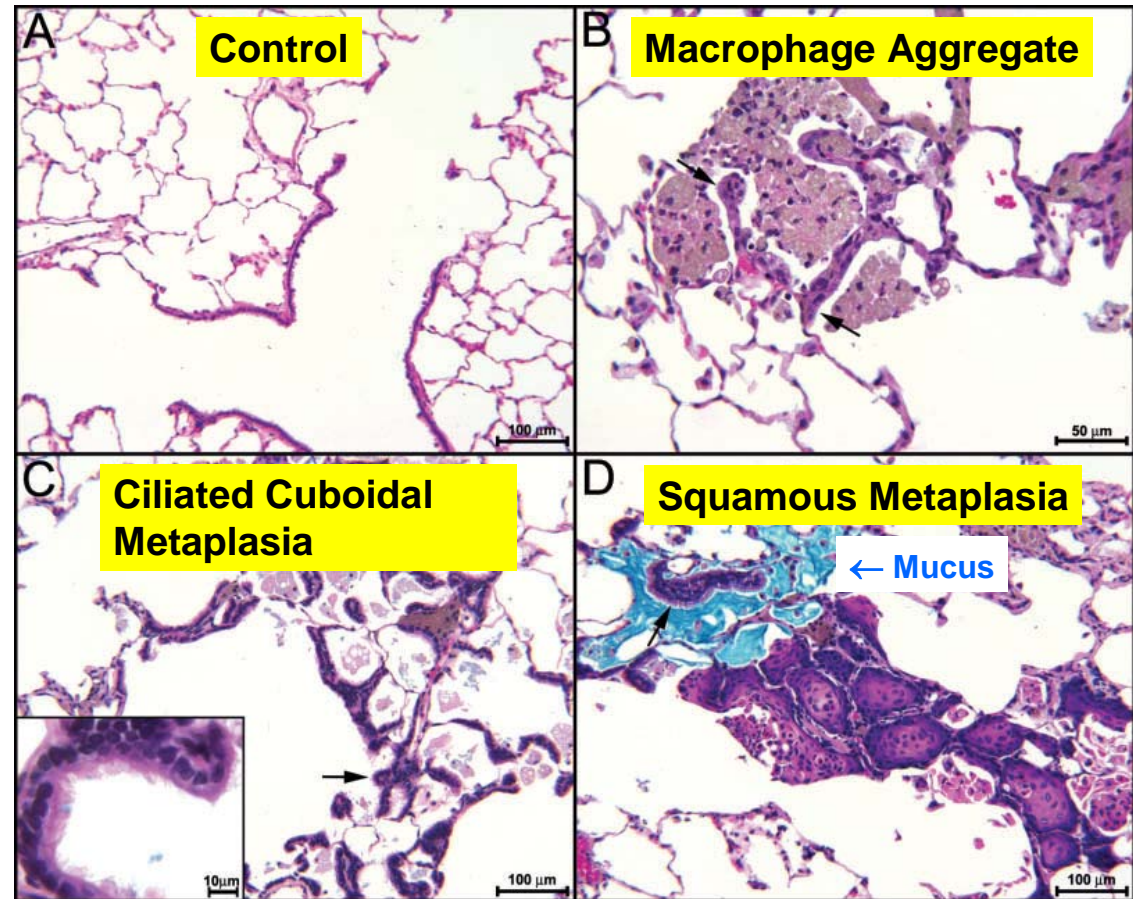 A
Control
100 µm
B
Macrophage Aggregate
50 µm
C
Ciliated Cuboidal
Metaplasia
10µm
100 µm
D
Squamous Metaplasia
← Mucus
100 µm